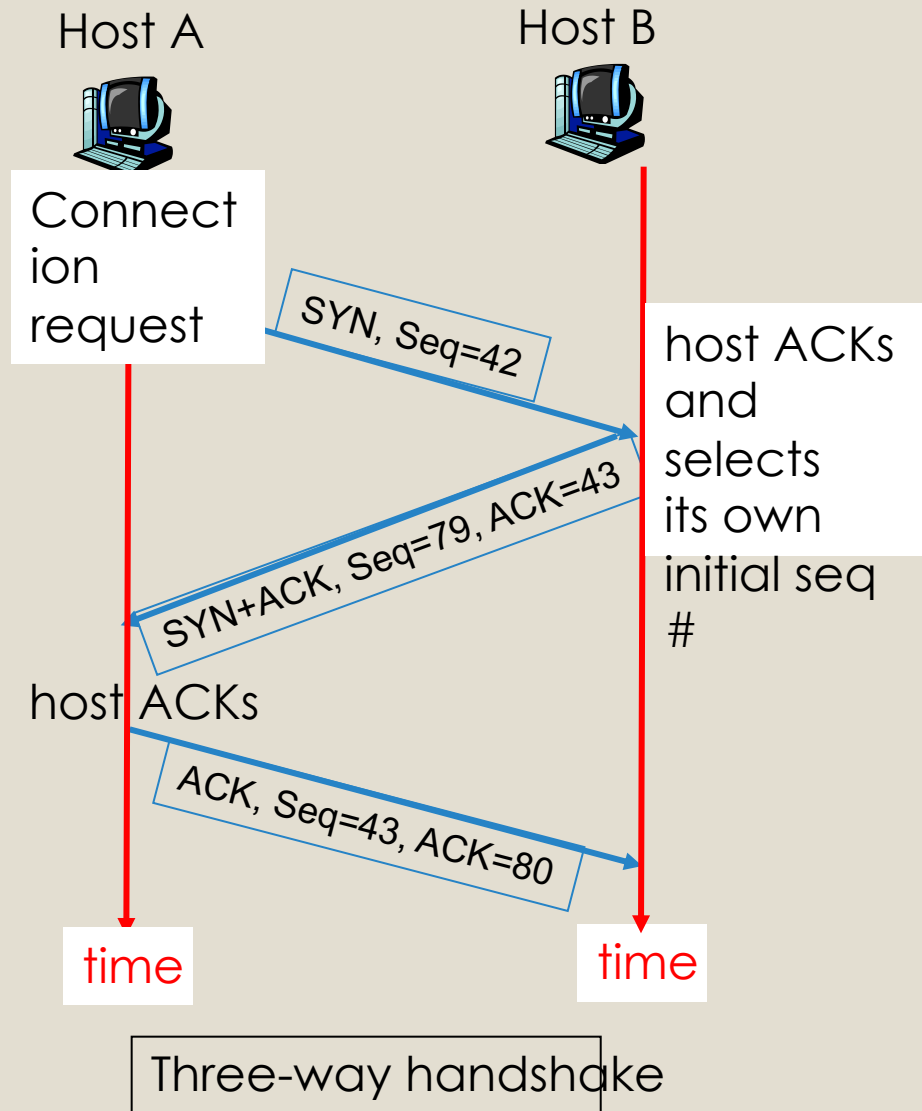 Host A
Host B
Connect
ion
request
SYN, Seq=42
host ACKs
and
selects
its own
initial seq
#
SYN+ACK, Seq=79, ACK=43
host ACKs
ACK, Seq=43, ACK=80
time
time
Three-way handshake